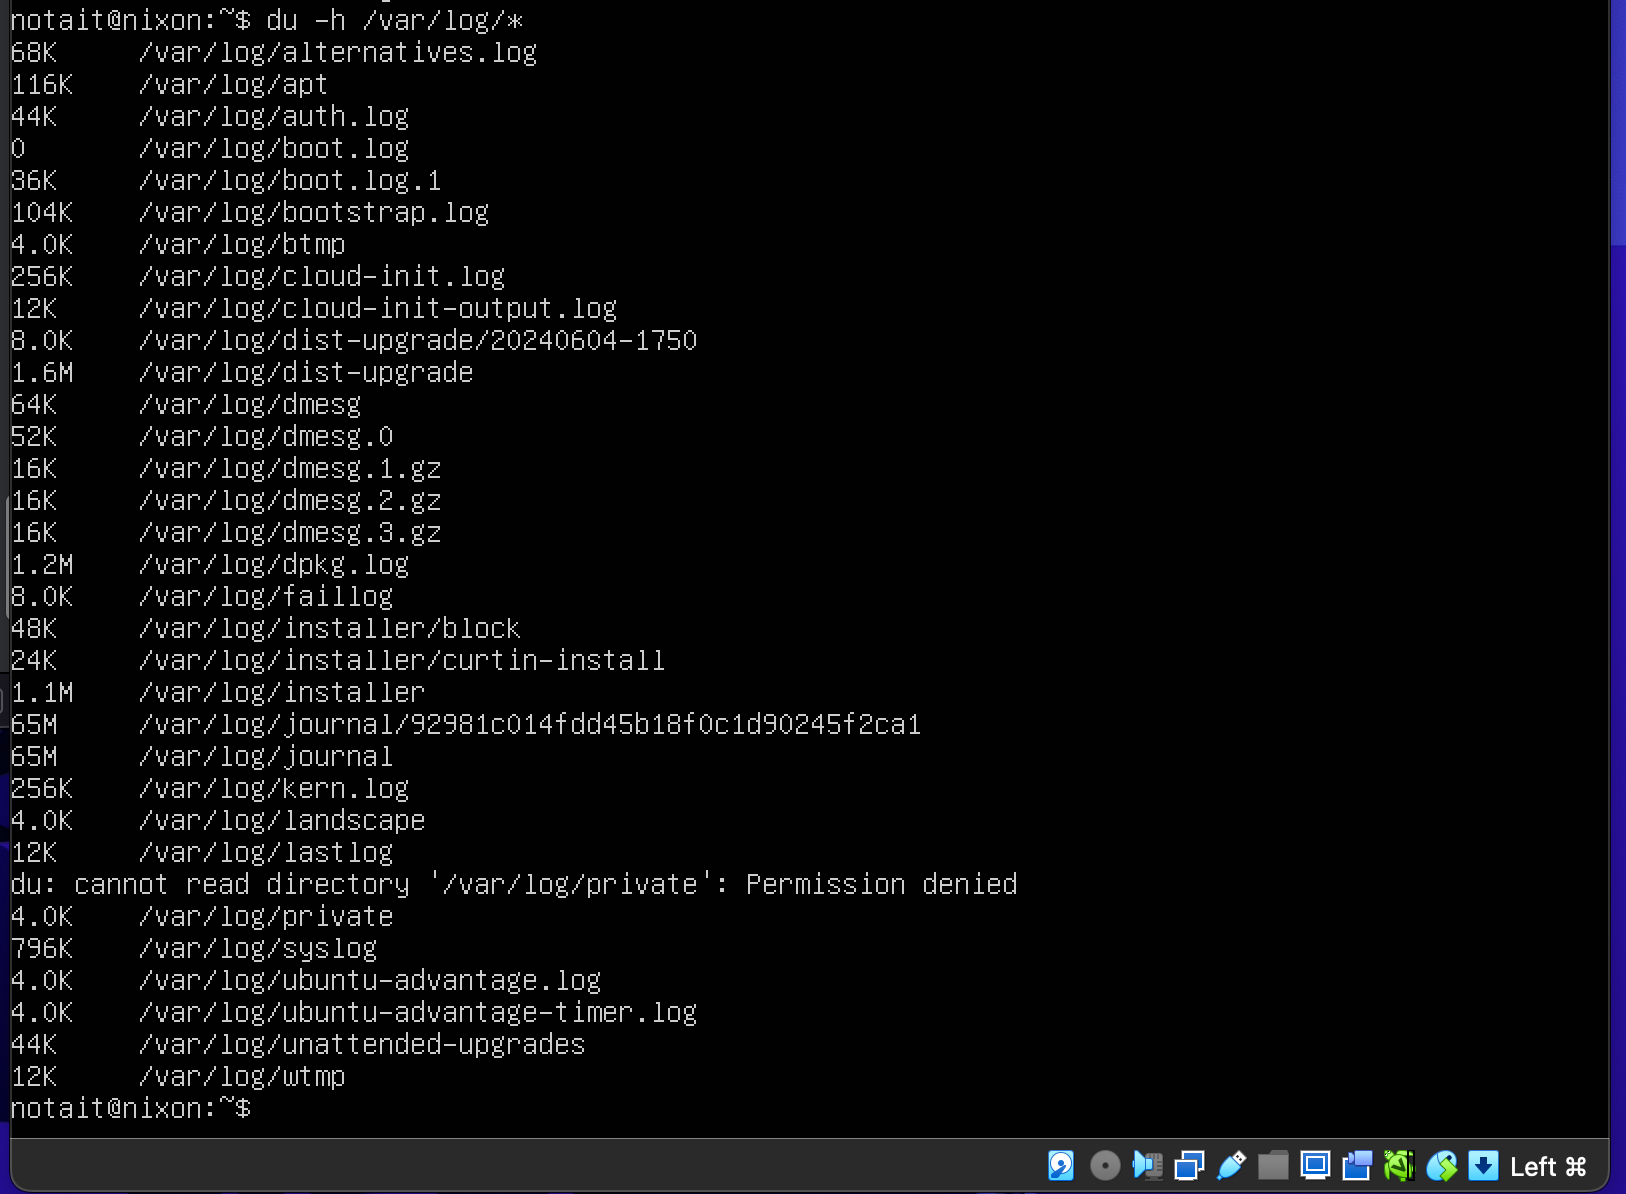 notait@nixon:~$ du -h /var/log/*
68K /var/log/alternatives.log
116K /var/log/apt
44K /var/log/auth.log
0 /var/log/boot.log
36K /var/log/boot.log.1
104K /var/log/bootstrap.log
4.0K /var/log/btmp
256K /var/log/cloud-init.log
12K /var/log/cloud-init-output.log
8.0K /var/log/dist-upgrade/20240604-1750
1.6M /var/log/dist-upgrade
64K /var/log/dmesg
52K /var/log/dmesg.0
16K /var/log/dmesg.1.gz
16K /var/log/dmesg.2.gz
16K /var/log/dmesg.3.gz
1.2M /var/log/dpkg.log
8.0K /var/log/faillog
48K /var/log/installer/block
24K /var/log/installer/curtin-install
1.1M /var/log/installer
65M /var/log/journal/92981c014fdd45b18f0c1d90245f2ca1
65M /var/log/journal
256K /var/log/kern.log
4.0K /var/log/landscape
12K /var/log/lastlog
du: cannot read directory '/var/log/private': Permission denied
4.0K /var/log/private
796K /var/log/syslog
4.0K /var/log/ubuntu-advantage.log
4.0K /var/log/ubuntu-advantage-timer.log
44K /var/log/unattended-upgrades
12K /var/log/wtmp
notait@nixon:~$
Left ⌘